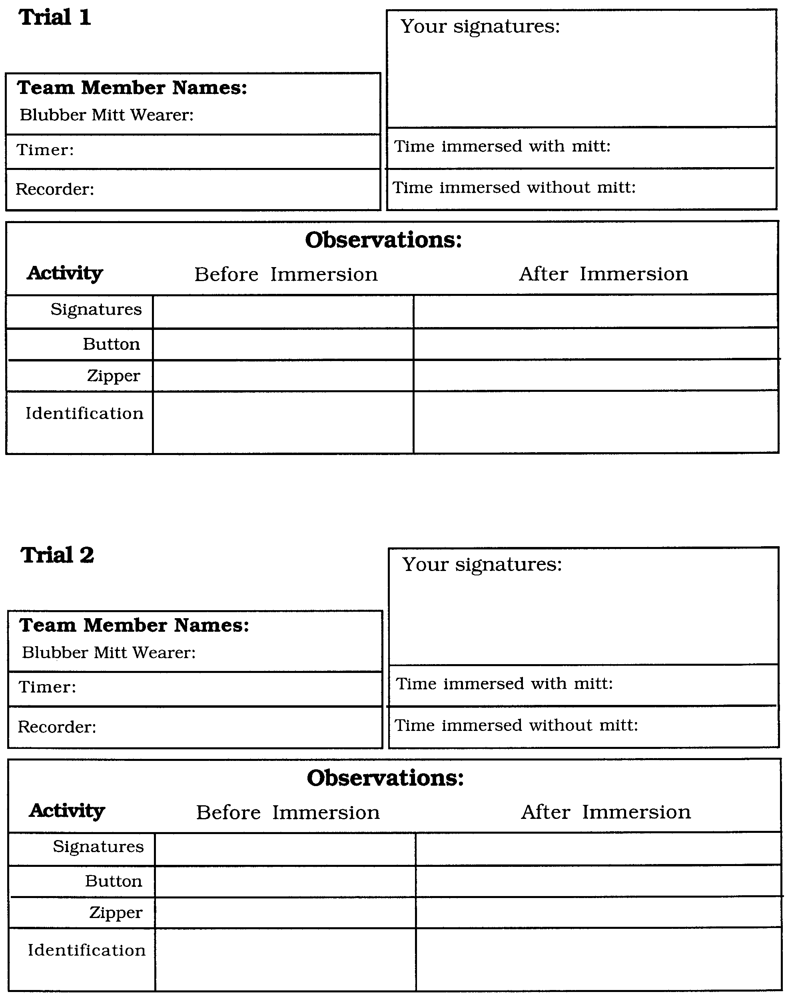 Trial 1
Your signatures:
Team Member Names:
Blubber Mitt Wearer:
Timer:
Recorder:
Time immersed with mitt:
Time immersed without mitt:
Observations:
Activity Before Immersion After Immersion
Signatures
Button
Zipper
Identification
Trial 2
Your signatures:
Team Member Names:
Blubber Mitt Wearer:
Timer:
Recorder:
Time immersed with mitt:
Time immersed without mitt:
Observations:
Activity Before Immersion After Immersion
Signatures
Button
Zipper
Identification